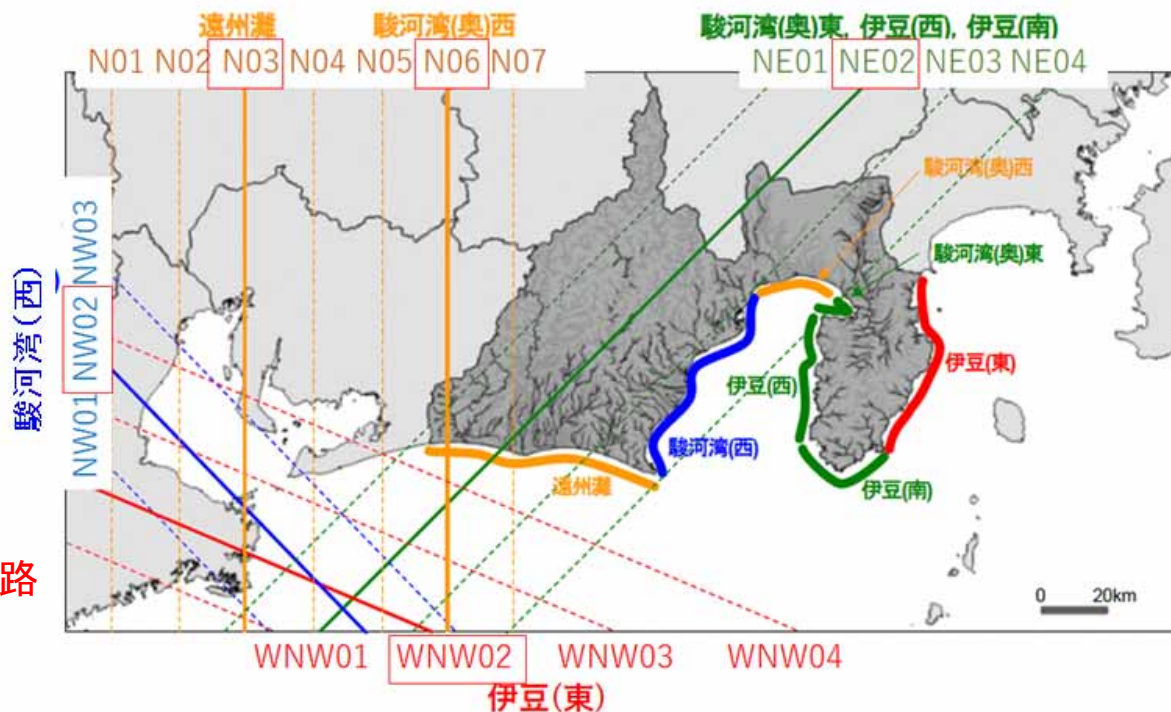 遠州灘 駿河湾(奥)西 駿河湾(奥)東, 伊豆(西), 伊豆(南)
N01 N02 N03 N04 N05 N06 N07 NE01 NE02 NE03 NE04
駿河湾(奥)西
駿河湾(奥)東
駿河湾(西)
NW01 NW02 NW03
伊豆(西)
伊豆(東)
駿河湾(西)
遠州灘
伊豆(南)
路
0 20km
WNW01 WNW02 WNW03 WNW04
伊豆(東)